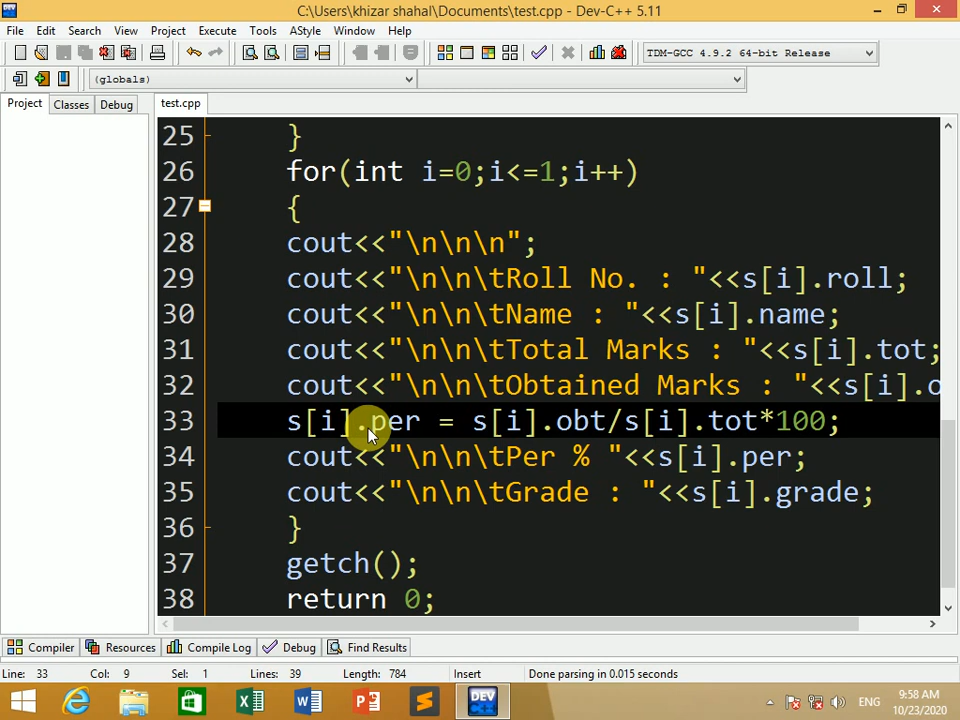 C:\Users\khizar shahal\Documents\test.cpp - Dev-C++ 5.11
File Edit Search View Project Execute Tools AStyle Window Help
TDM-GCC 4.9.2 64-bit Release
(globals)
Project Classes Debug test.cpp
25 }
26 for(int i=0;i<=1;i++)
27 {
28 cout<<"\n\n\n";
29 cout<<"\n\n\tRoll No. : "<<s[i].roll;
30 cout<<"\n\n\tName : "<<s[i].name;
31 cout<<"\n\n\tTotal Marks : "<<s[i].tot;
32 cout<<"\n\n\tObtained Marks : "<<s[i].o
33 s[i].per = s[i].obt/s[i].tot*100;
34 cout<<"\n\n\tPer % "<<s[i].per;
35 cout<<"\n\n\tGrade : "<<s[i].grade;
36 }
37 getch();
38 return 0;
Compiler Resources Compile Log Debug Find Results
Line: 33 Col: 9 Sel: 1 Lines: 39 Length: 784 Insert Done parsing in 0.015 seconds
DEV ENG 9:58 AM
10/23/2020